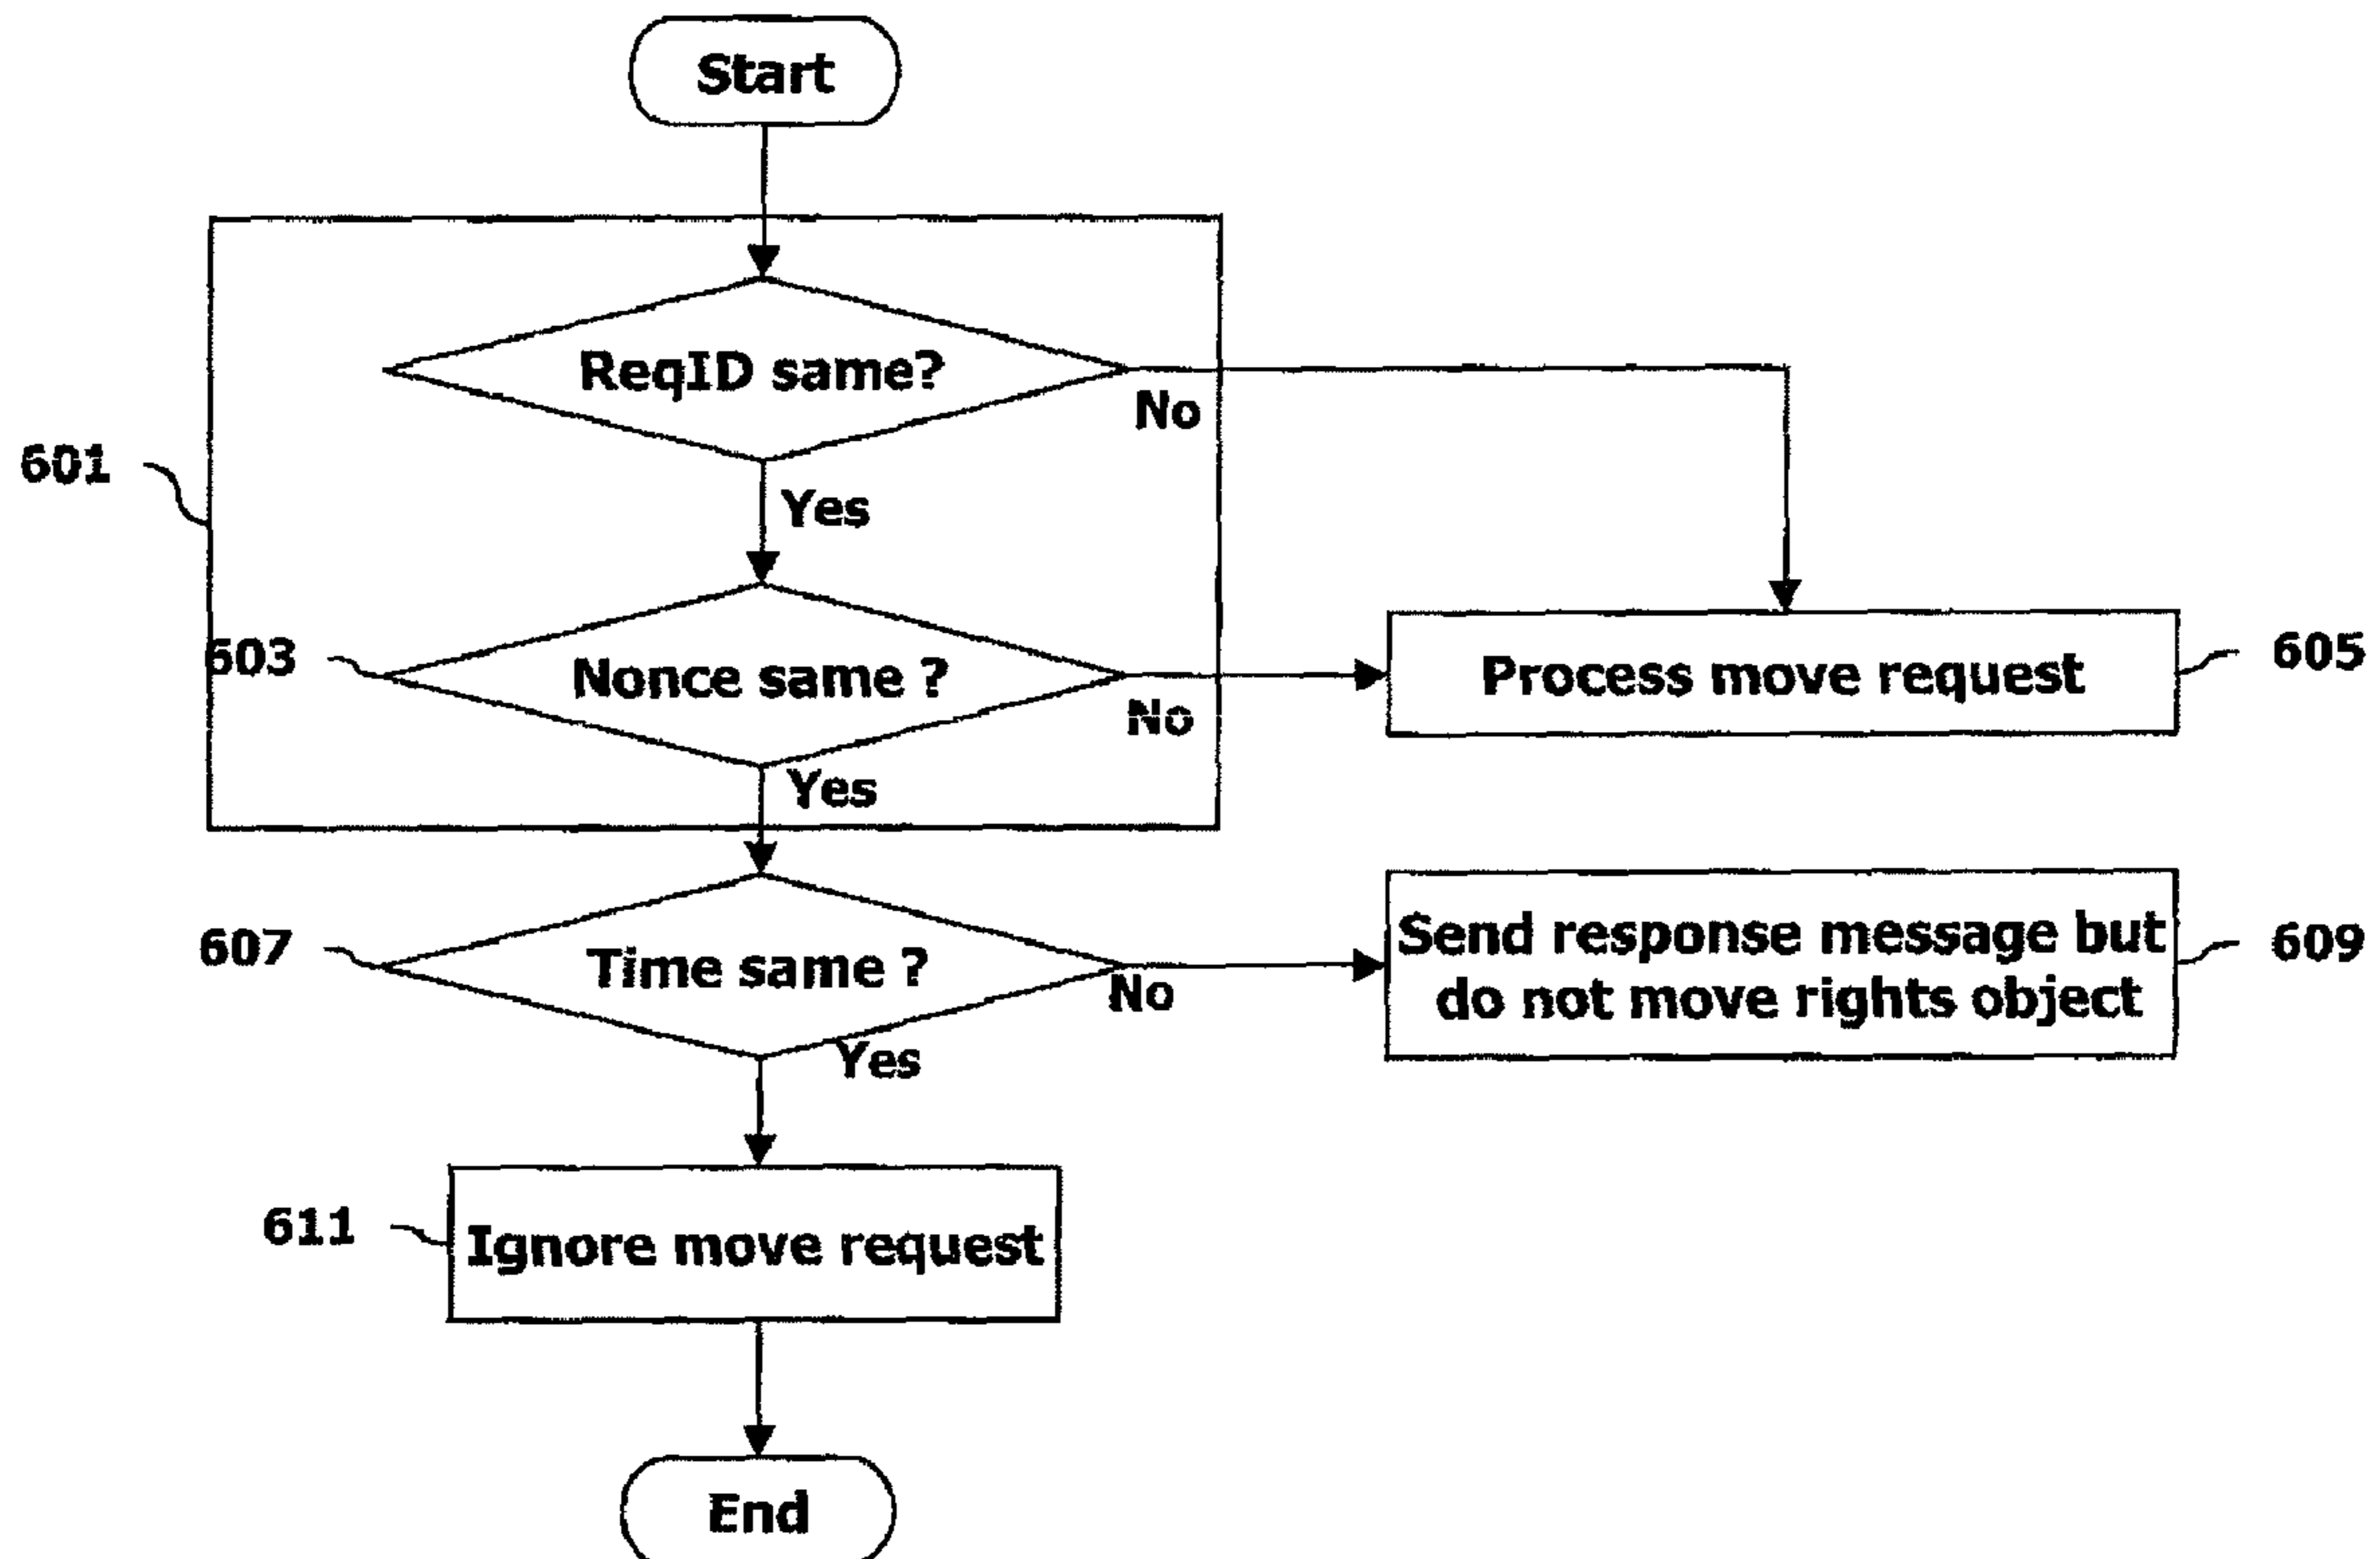 Start
ReqID same?
No
601
Yes
603
Nonce same ?
No
Process move request
605
Yes
607
Time same ?
No
Send response message but
do not move rights object
609
Yes
611
Ignore move request
End